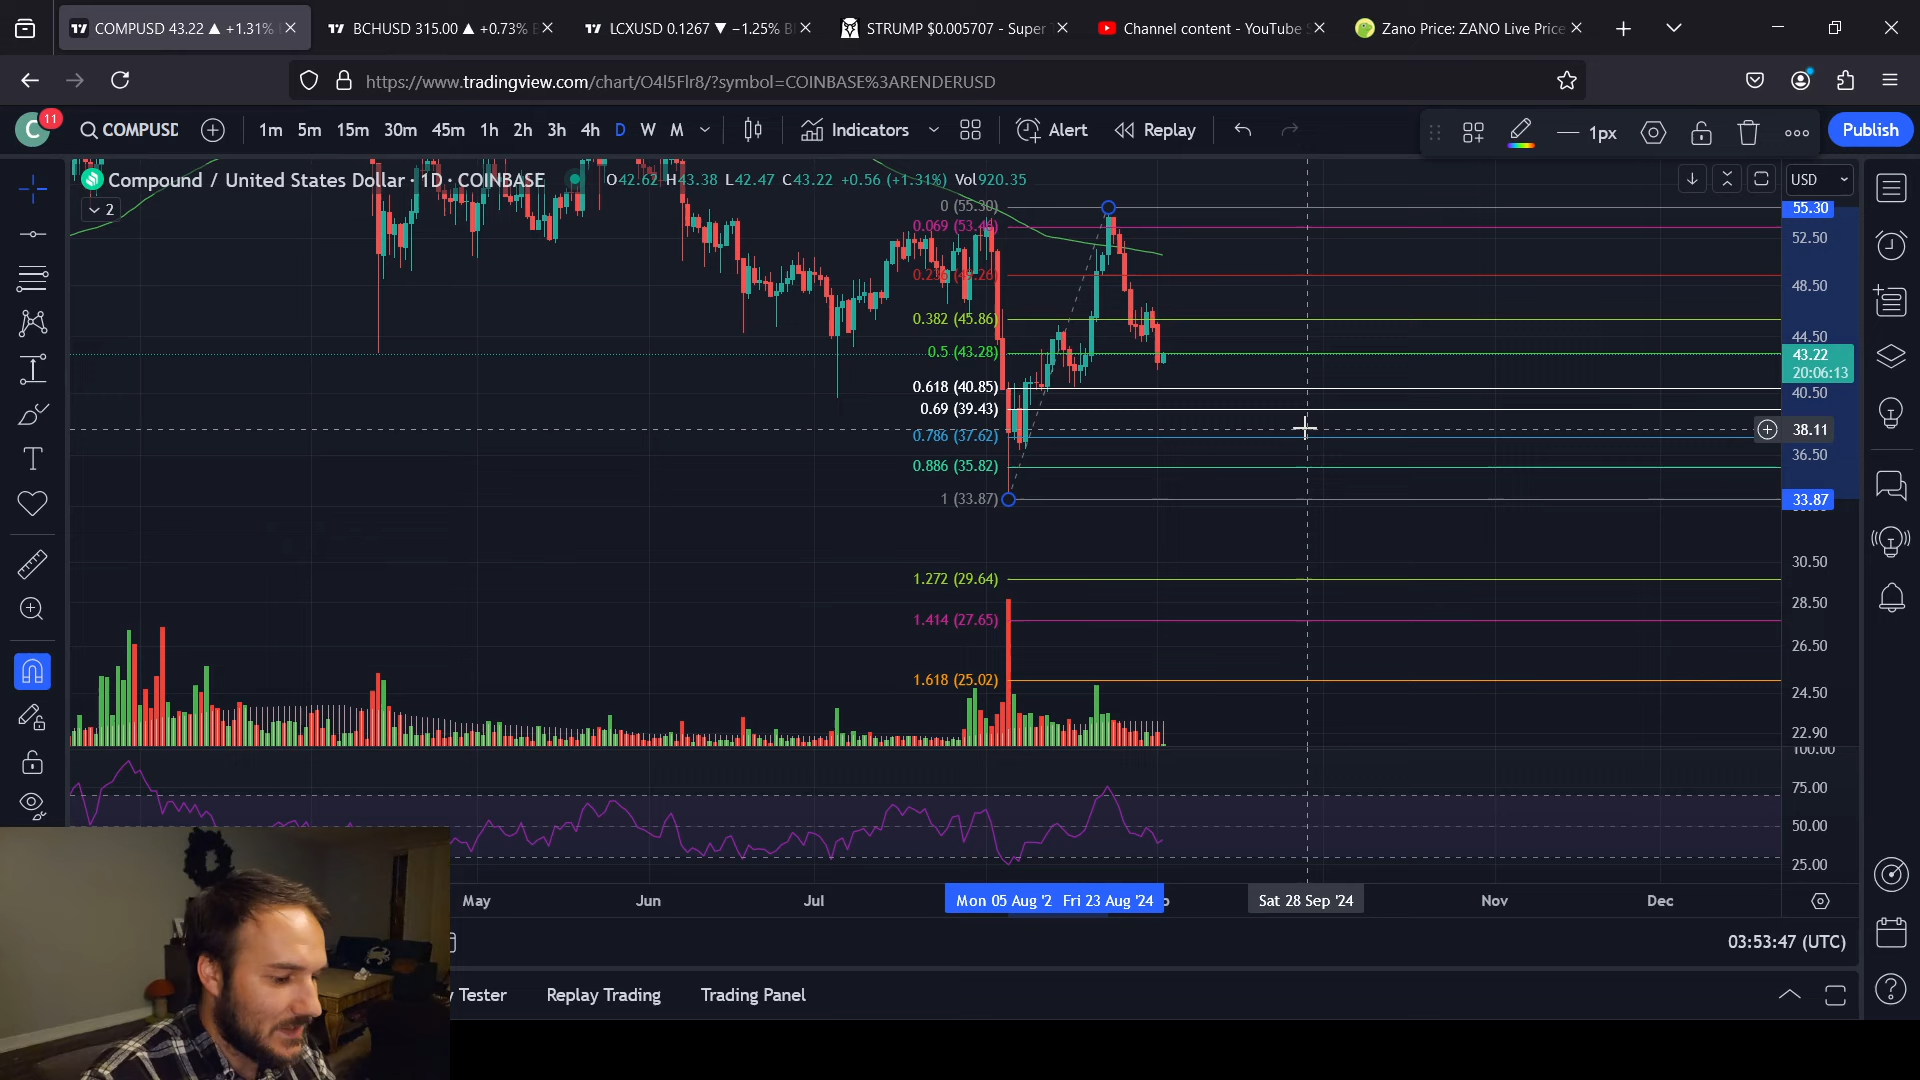 COMPUSD 43.22 ▲ +1.31%
BCHUSD 315.00 ▲ +0.73%
LCXUSD 0.1267 ▼ −1.25%
STRUMP $0.005707 - Super
Channel content - YouTube
Zano Price: ZANO Live Price
https://www.tradingview.com/chart/O4l5Flr8/?symbol=COINBASE%3ARENDERUSD
C 11
COMPUSD
1m 5m 15m 30m 45m 1h 2h 3h 4h D W M
Indicators
Alert
Replay
1px
Publish
Compound / United States Dollar · 1D · COINBASE
O42.62 H43.38 L42.47 C43.22 +0.56 (+1.31%) Vol920.35
USD
2
0 (55.30)
55.30
52.50
0.236
48.50
0.382 (45.86)
44.50
0.5 (43.28)
43.22
20:06:13
0.618 (40.85)
40.50
0.69 (39.43)
38.11
0.786 (37.62)
36.50
0.886 (35.82)
1 (33.87)
33.87
30.50
1.272 (29.64)
28.50
1.414 (27.65)
26.50
1.618 (25.02)
24.50
22.90
100.00
75.00
50.00
25.00
May
Jun
Jul
Mon 05 Aug '2
Fri 23 Aug '24
Sat 28 Sep '24
Nov
Dec
03:53:47 (UTC)
Tester
Replay Trading
Trading Panel